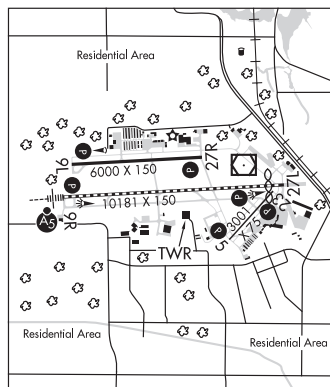 Residential Area
9L
6000 X 150
27R
P
P
P
P
P
P
10181 X 150
27L
A5
9R
5
3001 X 75
23
TWR
Residential Area
Residential Area